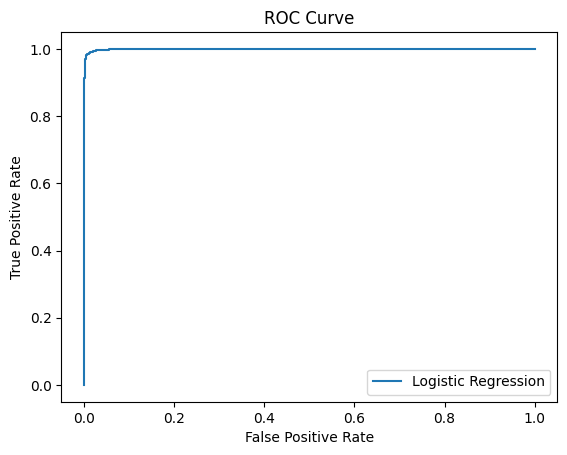 ROC Curve
1.0
0.8
0.6
0.4
0.2
0.0
True Positive Rate
0.0 0.2 0.4 0.6 0.8 1.0
False Positive Rate
Logistic Regression